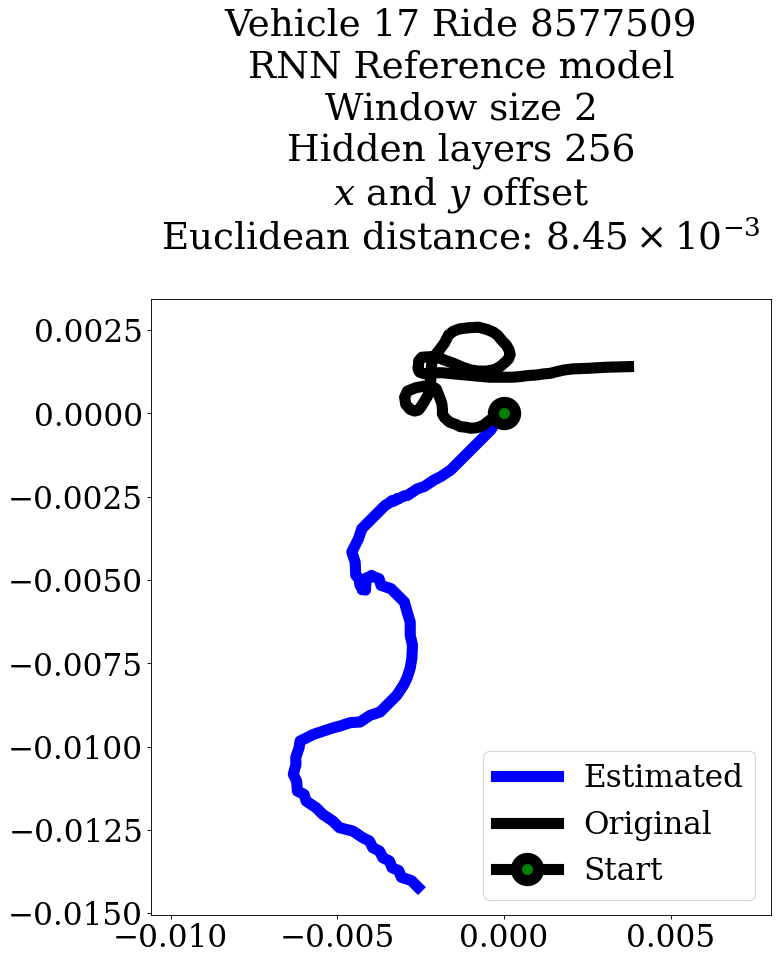 Vehicle 17 Ride 8577509
RNN Reference model
Window size 2
Hidden layers 256
x and y offset
Euclidean distance: 8.45 × 10⁻³
0.0025
0.0000
−0.0025
−0.0050
−0.0075
−0.0100
−0.0125
−0.0150
Estimated
Original
Start
−0.010
−0.005
0.000
0.005